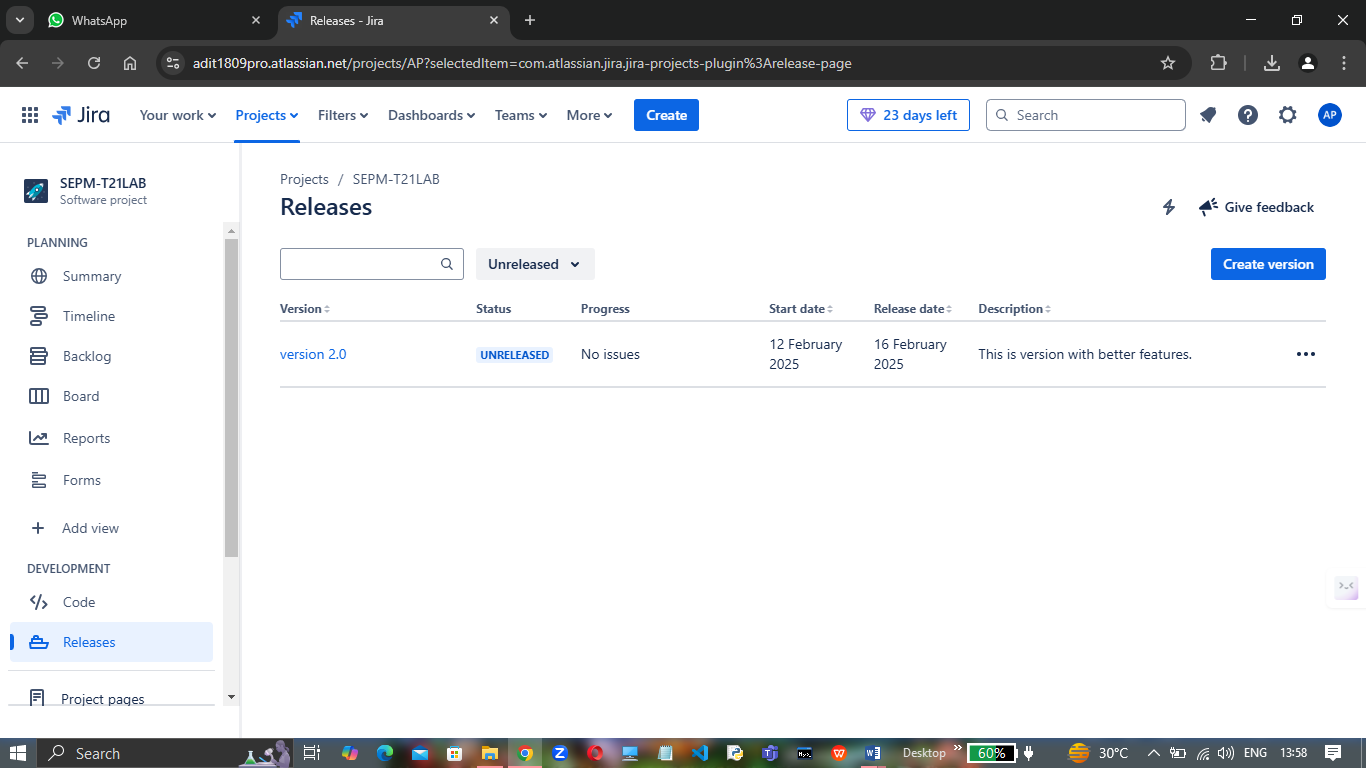 WhatsApp
Releases - Jira
adit1809pro.atlassian.net/projects/AP?selectedItem=com.atlassian.jira.jira-projects-plugin%3Arelease-page
Jira
Your work
Projects
Filters
Dashboards
Teams
More
Create
23 days left
Search
AP
SEPM-T21LAB
Software project
PLANNING
Summary
Timeline
Backlog
Board
Reports
Forms
Add view
DEVELOPMENT
Code
Releases
Project pages
Projects / SEPM-T21LAB
Releases
Give feedback
Unreleased
Create version
Version Status Progress Start date Release date Description
version 2.0 UNRELEASED No issues 12 February 2025 16 February 2025 This is version with better features.
Search
Desktop
60%
30°C
ENG
13:58